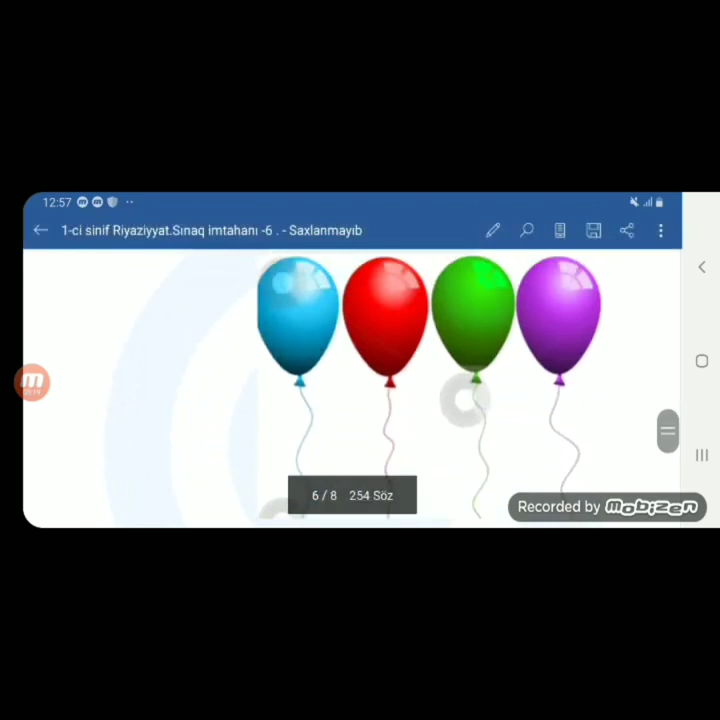 12:57
1-ci sinif Riyaziyyat.Sınaq imtahanı -6 . - Saxlanmayıb
6 / 8 254 Söz
Recorded by mobizen